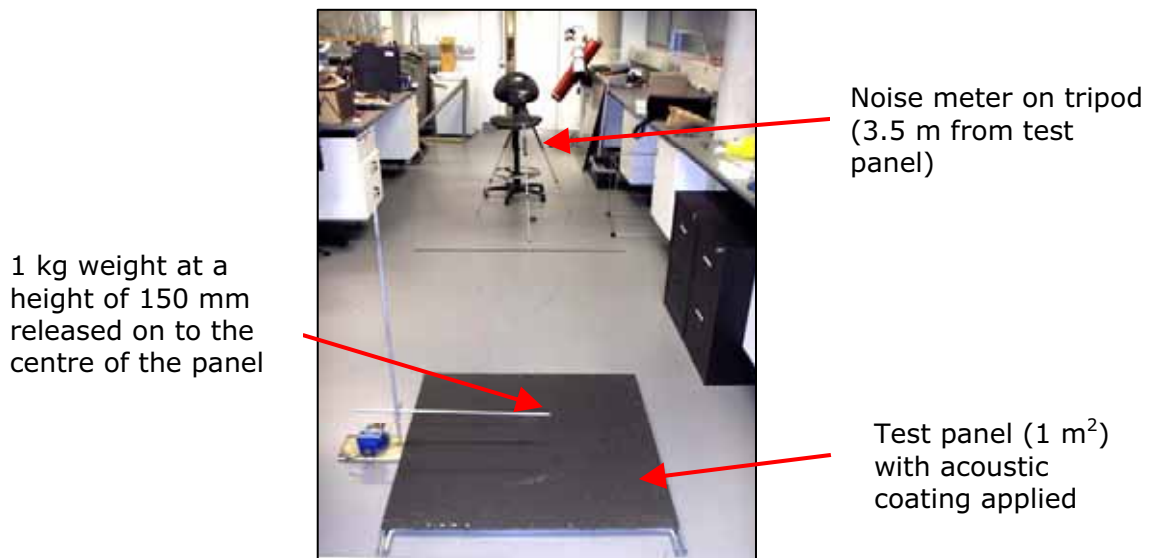 Noise meter on tripod
(3.5 m from test
panel)
1 kg weight at a
height of 150 mm
released on to the
centre of the panel
Test panel (1 m²)
with acoustic
coating applied